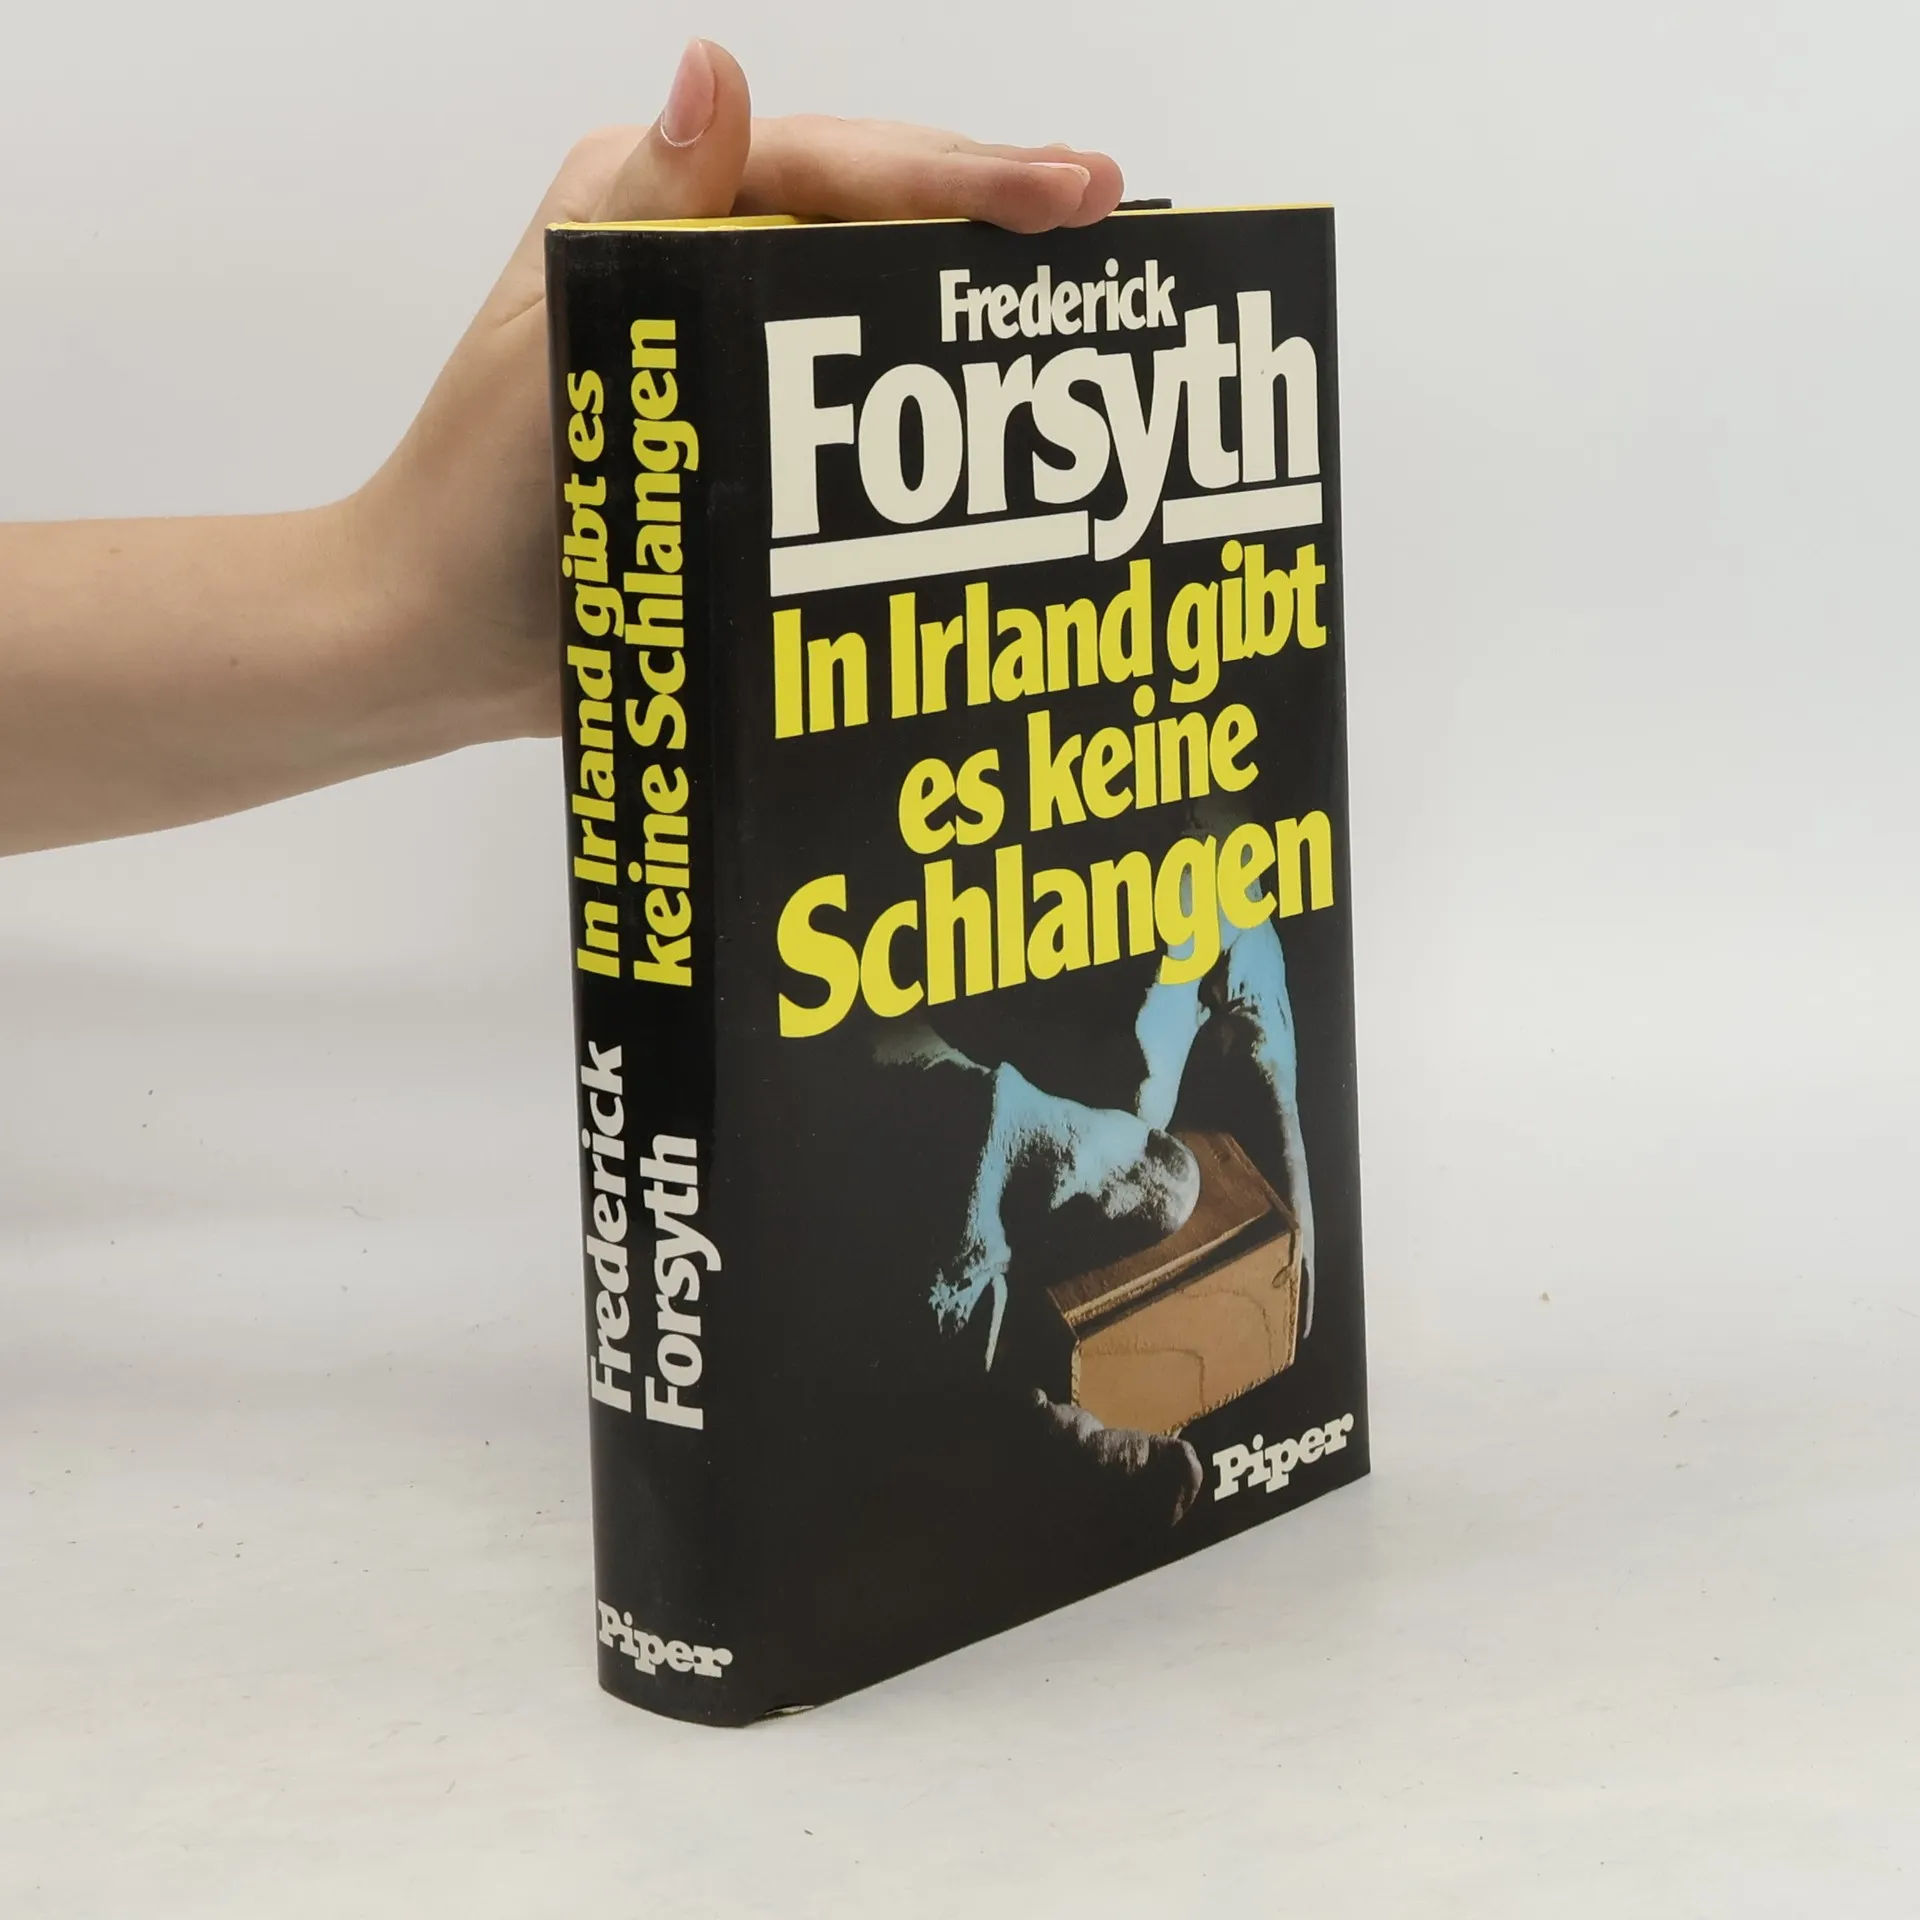 In Irland gibt es
keine Schlangen
Frederick
Forsyth
Piper
Frederick
Forsyth
In Irland gibt
es keine
Schlangen
Piper